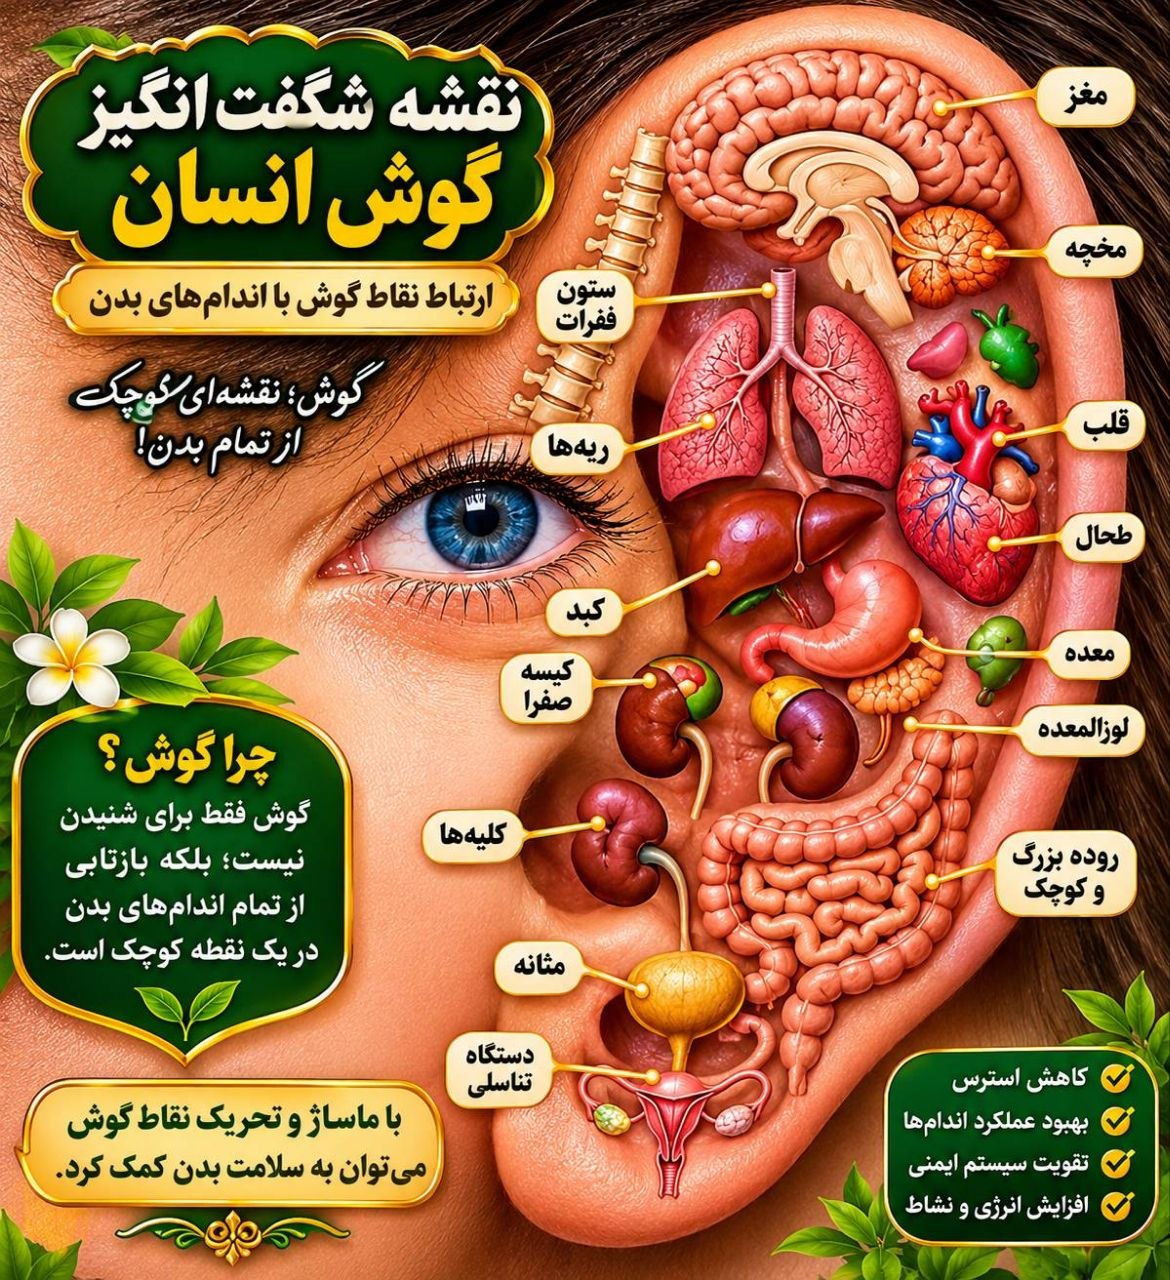 نقشه شگفت‌انگیز
گوش انسان
ارتباط نقاط گوش با اندام‌های بدن
گوش؛ نقشه‌ای کوچک
از تمام بدن!
مغز
مخچه
ستون
فقرات
قلب
ریه‌ها
طحال
کبد
معده
کیسه
صفرا
لوزالمعده
چرا گوش؟
گوش فقط برای شنیدن
نیست؛ بلکه بازتابی
از تمام اندام‌های بدن
در یک نقطه کوچک است.
کلیه‌ها
روده بزرگ
و کوچک
مثانه
دستگاه
تناسلی
با ماساژ و تحریک نقاط گوش
می‌توان به سلامت بدن کمک کرد.
کاهش استرس
بهبود عملکرد اندام‌ها
تقویت سیستم ایمنی
افزایش انرژی و نشاط